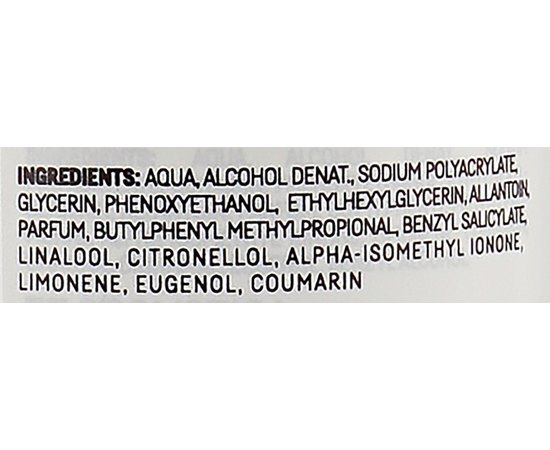 INGREDIENTS: AQUA, ALCOHOL DENAT., SODIUM POLYACRYLATE,
GLYCERIN, PHENOXYETHANOL, ETHYLHEXYLGLYCERIN, ALLANTOIN,
PARFUM, BUTYLPHENYL METHYLPROPIONAL, BENZYL SALICYLATE,
LINALOOL, CITRONELLOL, ALPHA-ISOMETHYL IONONE,
LIMONENE, EUGENOL, COUMARIN